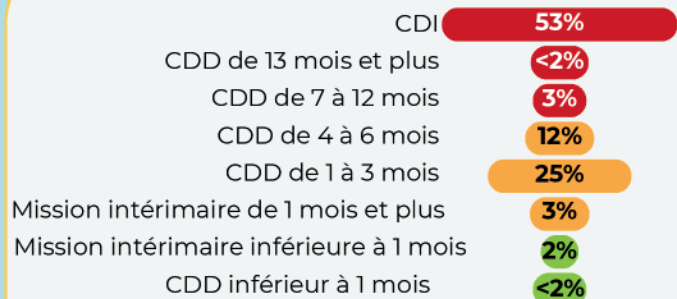 CDI 53%
CDD de 13 mois et plus <2%
CDD de 7 à 12 mois 3%
CDD de 4 à 6 mois 12%
CDD de 1 à 3 mois 25%
Mission intérimaire de 1 mois et plus 3%
Mission intérimaire inférieure à 1 mois 2%
CDD inférieur à 1 mois <2%